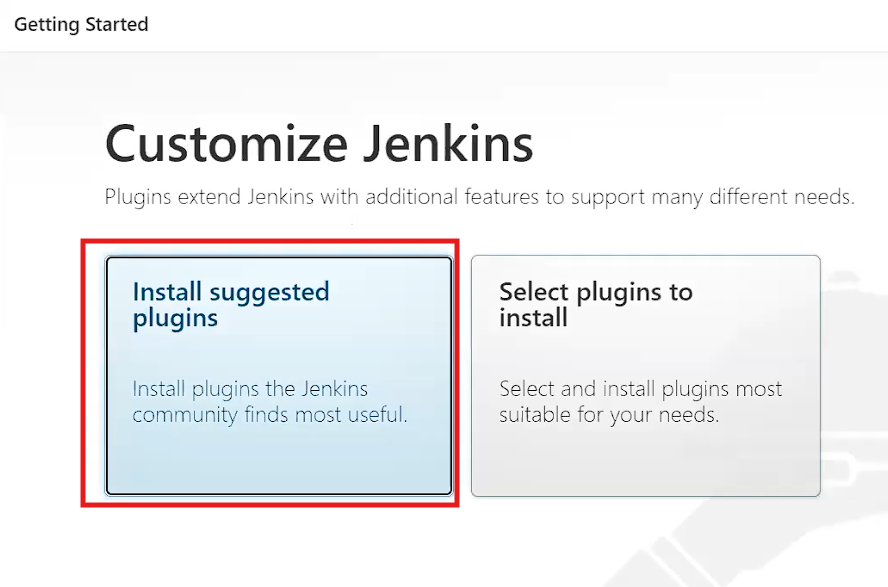 Getting Started
Customize Jenkins
Plugins extend Jenkins with additional features to support many different needs.
Install suggested
plugins
Install plugins the Jenkins
community finds most useful.
Select plugins to
install
Select and install plugins most
suitable for your needs.